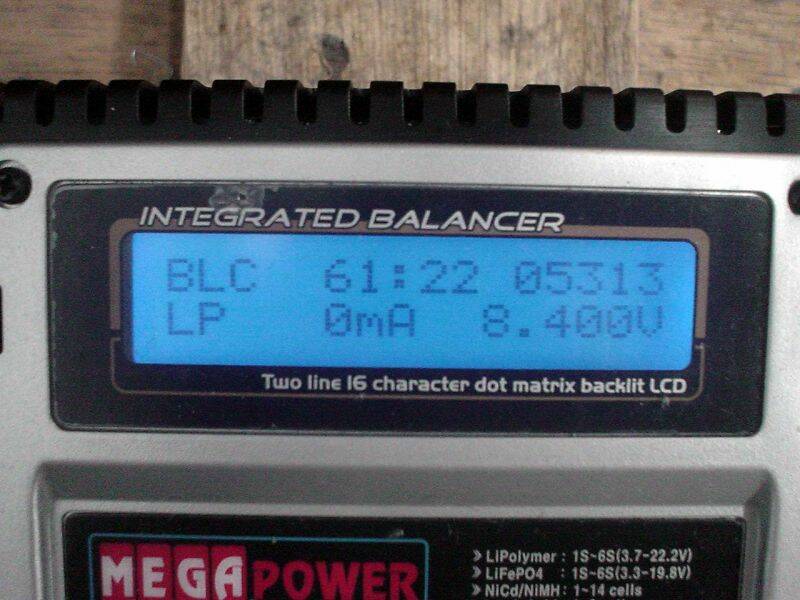 INTEGRATED BALANCER
BLC 61:22 05313
LP 0mA 8.400V
Two line 16 character dot matrix backlit LCD
MEGAPOWER
» LiPolymer : 1S~6S(3.7~22.2V)
» LiFePO4 : 1S~6S(3.3~19.8V)
» NiCd/NiMH : 1~14 cells